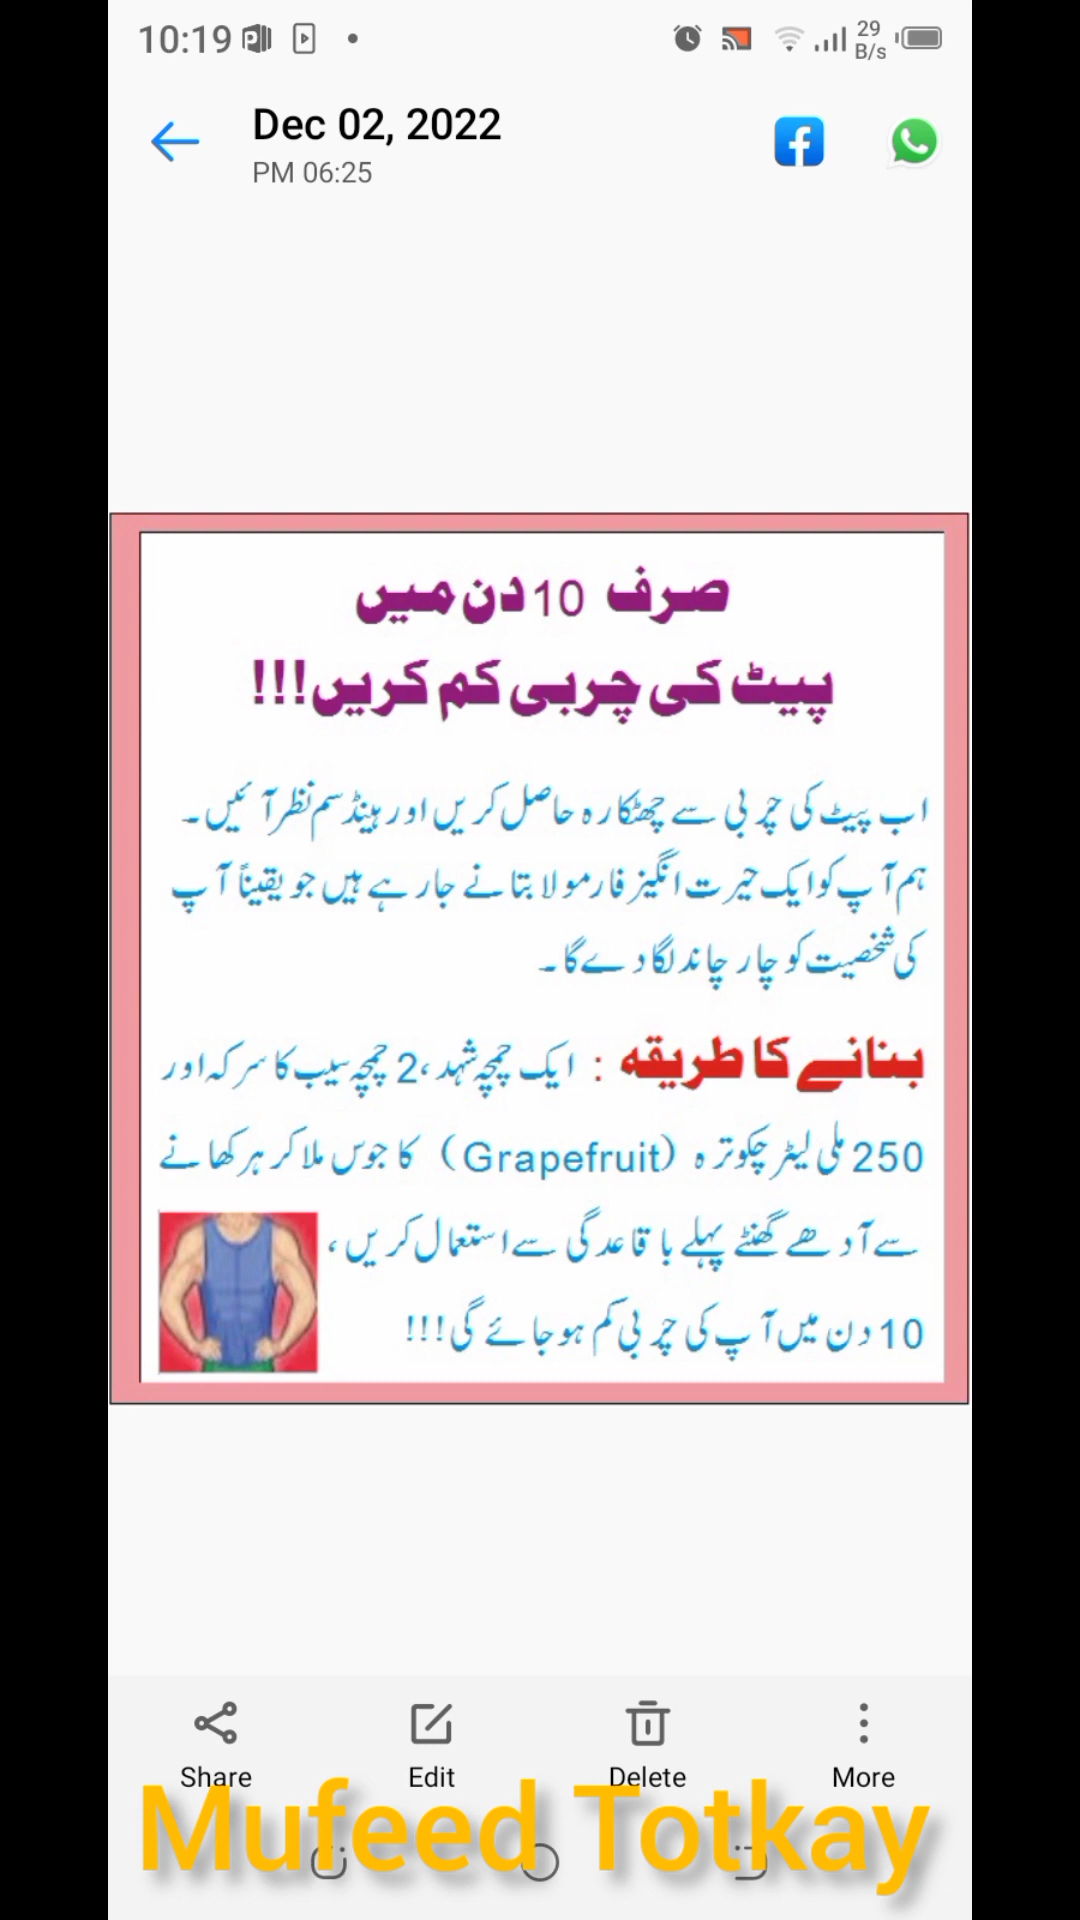 10:19
29 B/s
Dec 02, 2022
PM 06:25
صرف 10 دن میں
پیٹ کی چربی کم کریں!!!
اب پیٹ کی چربی سے چھٹکارہ حاصل کریں اور ہینڈسم نظر آئیں۔
ہم آپ کو ایک حیرت انگیز فارمولا بتانے جارہے ہیں جو یقیناً آپ
کی شخصیت کو چار چاند لگا دے گا۔
بنانے کا طریقہ : ایک چمچہ شہد، 2 چمچہ سیب کا سرکہ اور
250 ملی لیٹر چکوترہ (Grapefruit) کا جوس ملا کر ہر کھانے
سے آدھے گھنٹے پہلے باقاعدگی سے استعمال کریں،
10 دن میں آپ کی چربی کم ہو جائے گی!!!
Share Edit Delete More
Mufeed Totkay